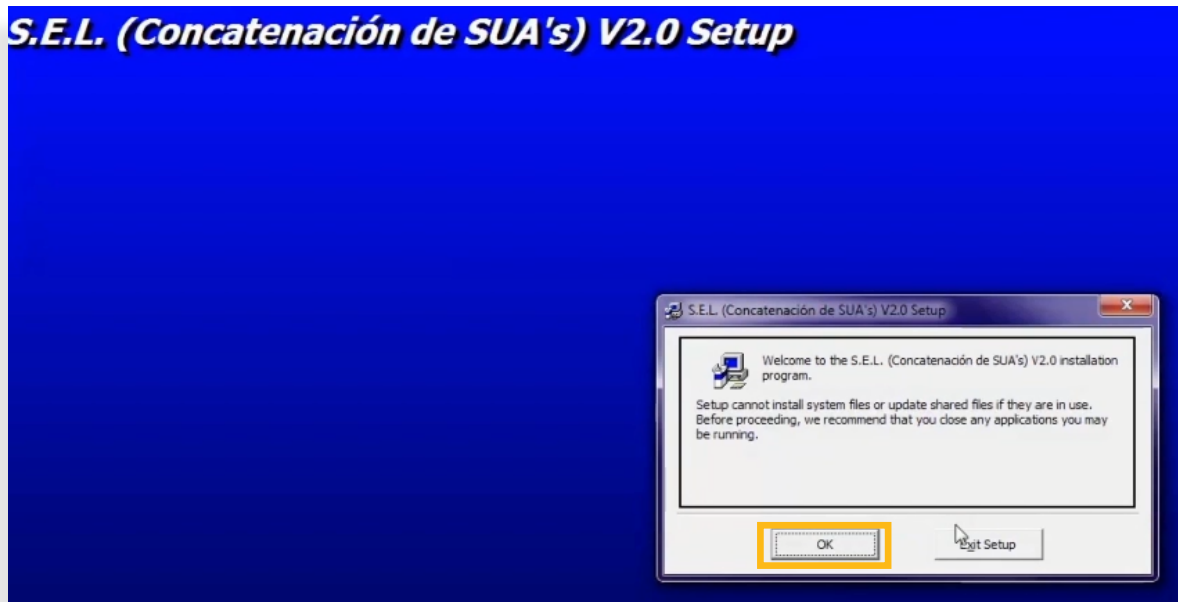 S.E.L. (Concatenación de SUA's) V2.0 Setup
S.E.L. (Concatenación de SUA's) V2.0 Setup
Welcome to the S.E.L. (Concatenación de SUA's) V2.0 installation
program.
Setup cannot install system files or update shared files if they are in use.
Before proceeding, we recommend that you close any applications you may
be running.
OK
Exit Setup